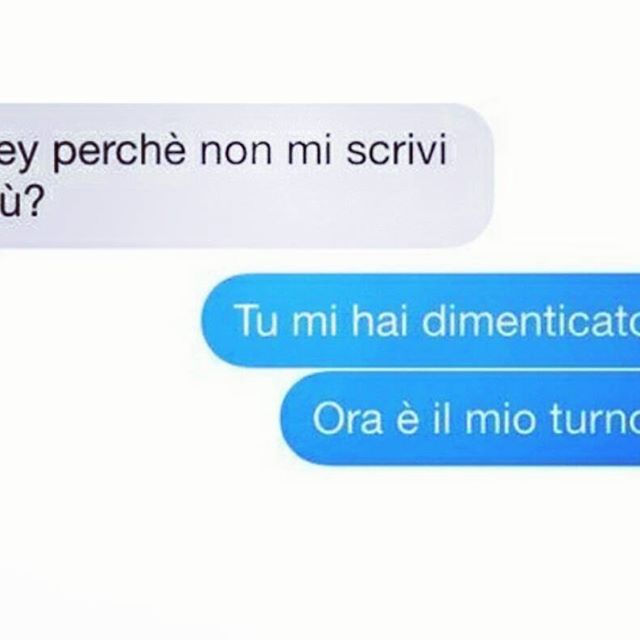 ey perchè non mi scrivi
ù?
Tu mi hai dimenticato
Ora è il mio turno